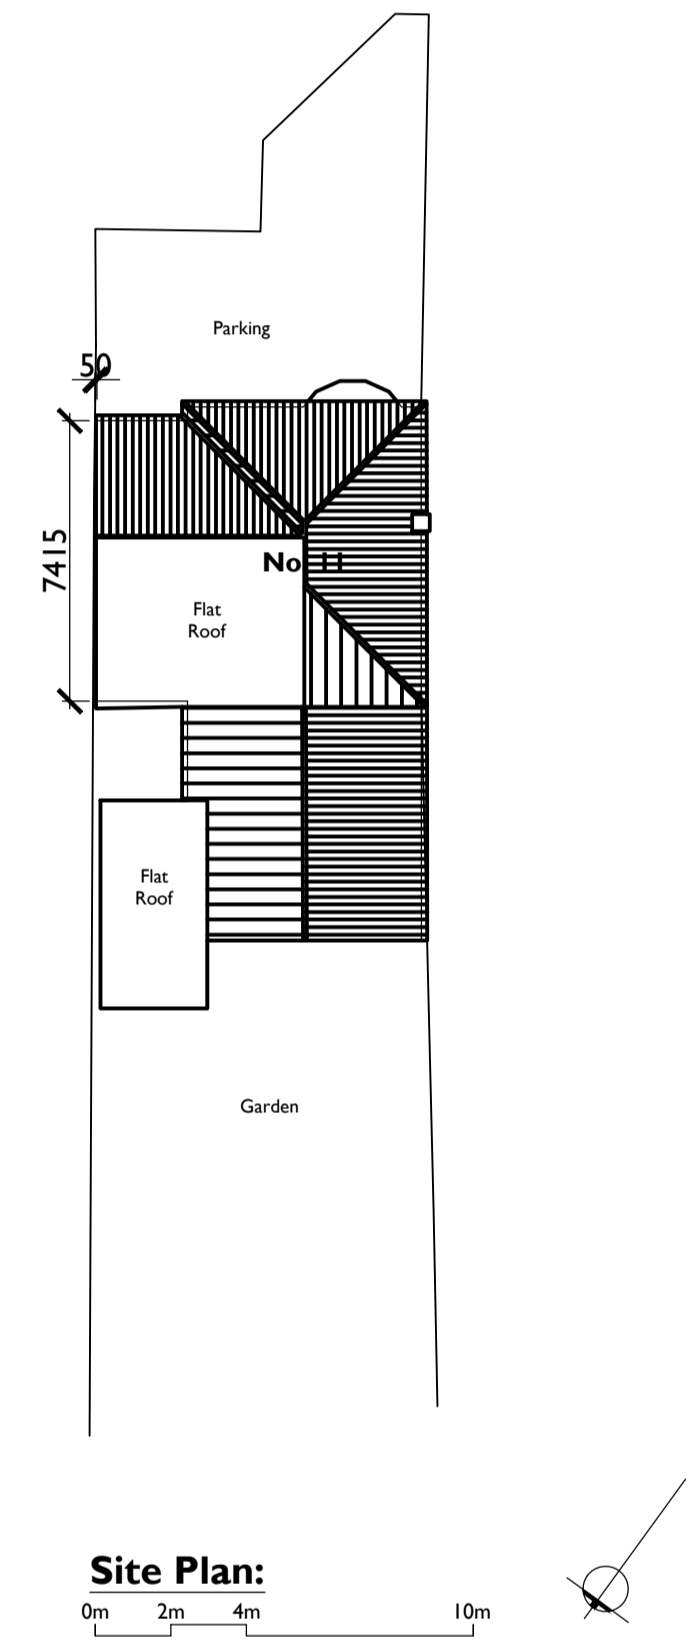 Parking
50
7415
No 11
Flat
Roof
Flat
Roof
Garden
Site Plan:
0m 2m 4m 10m